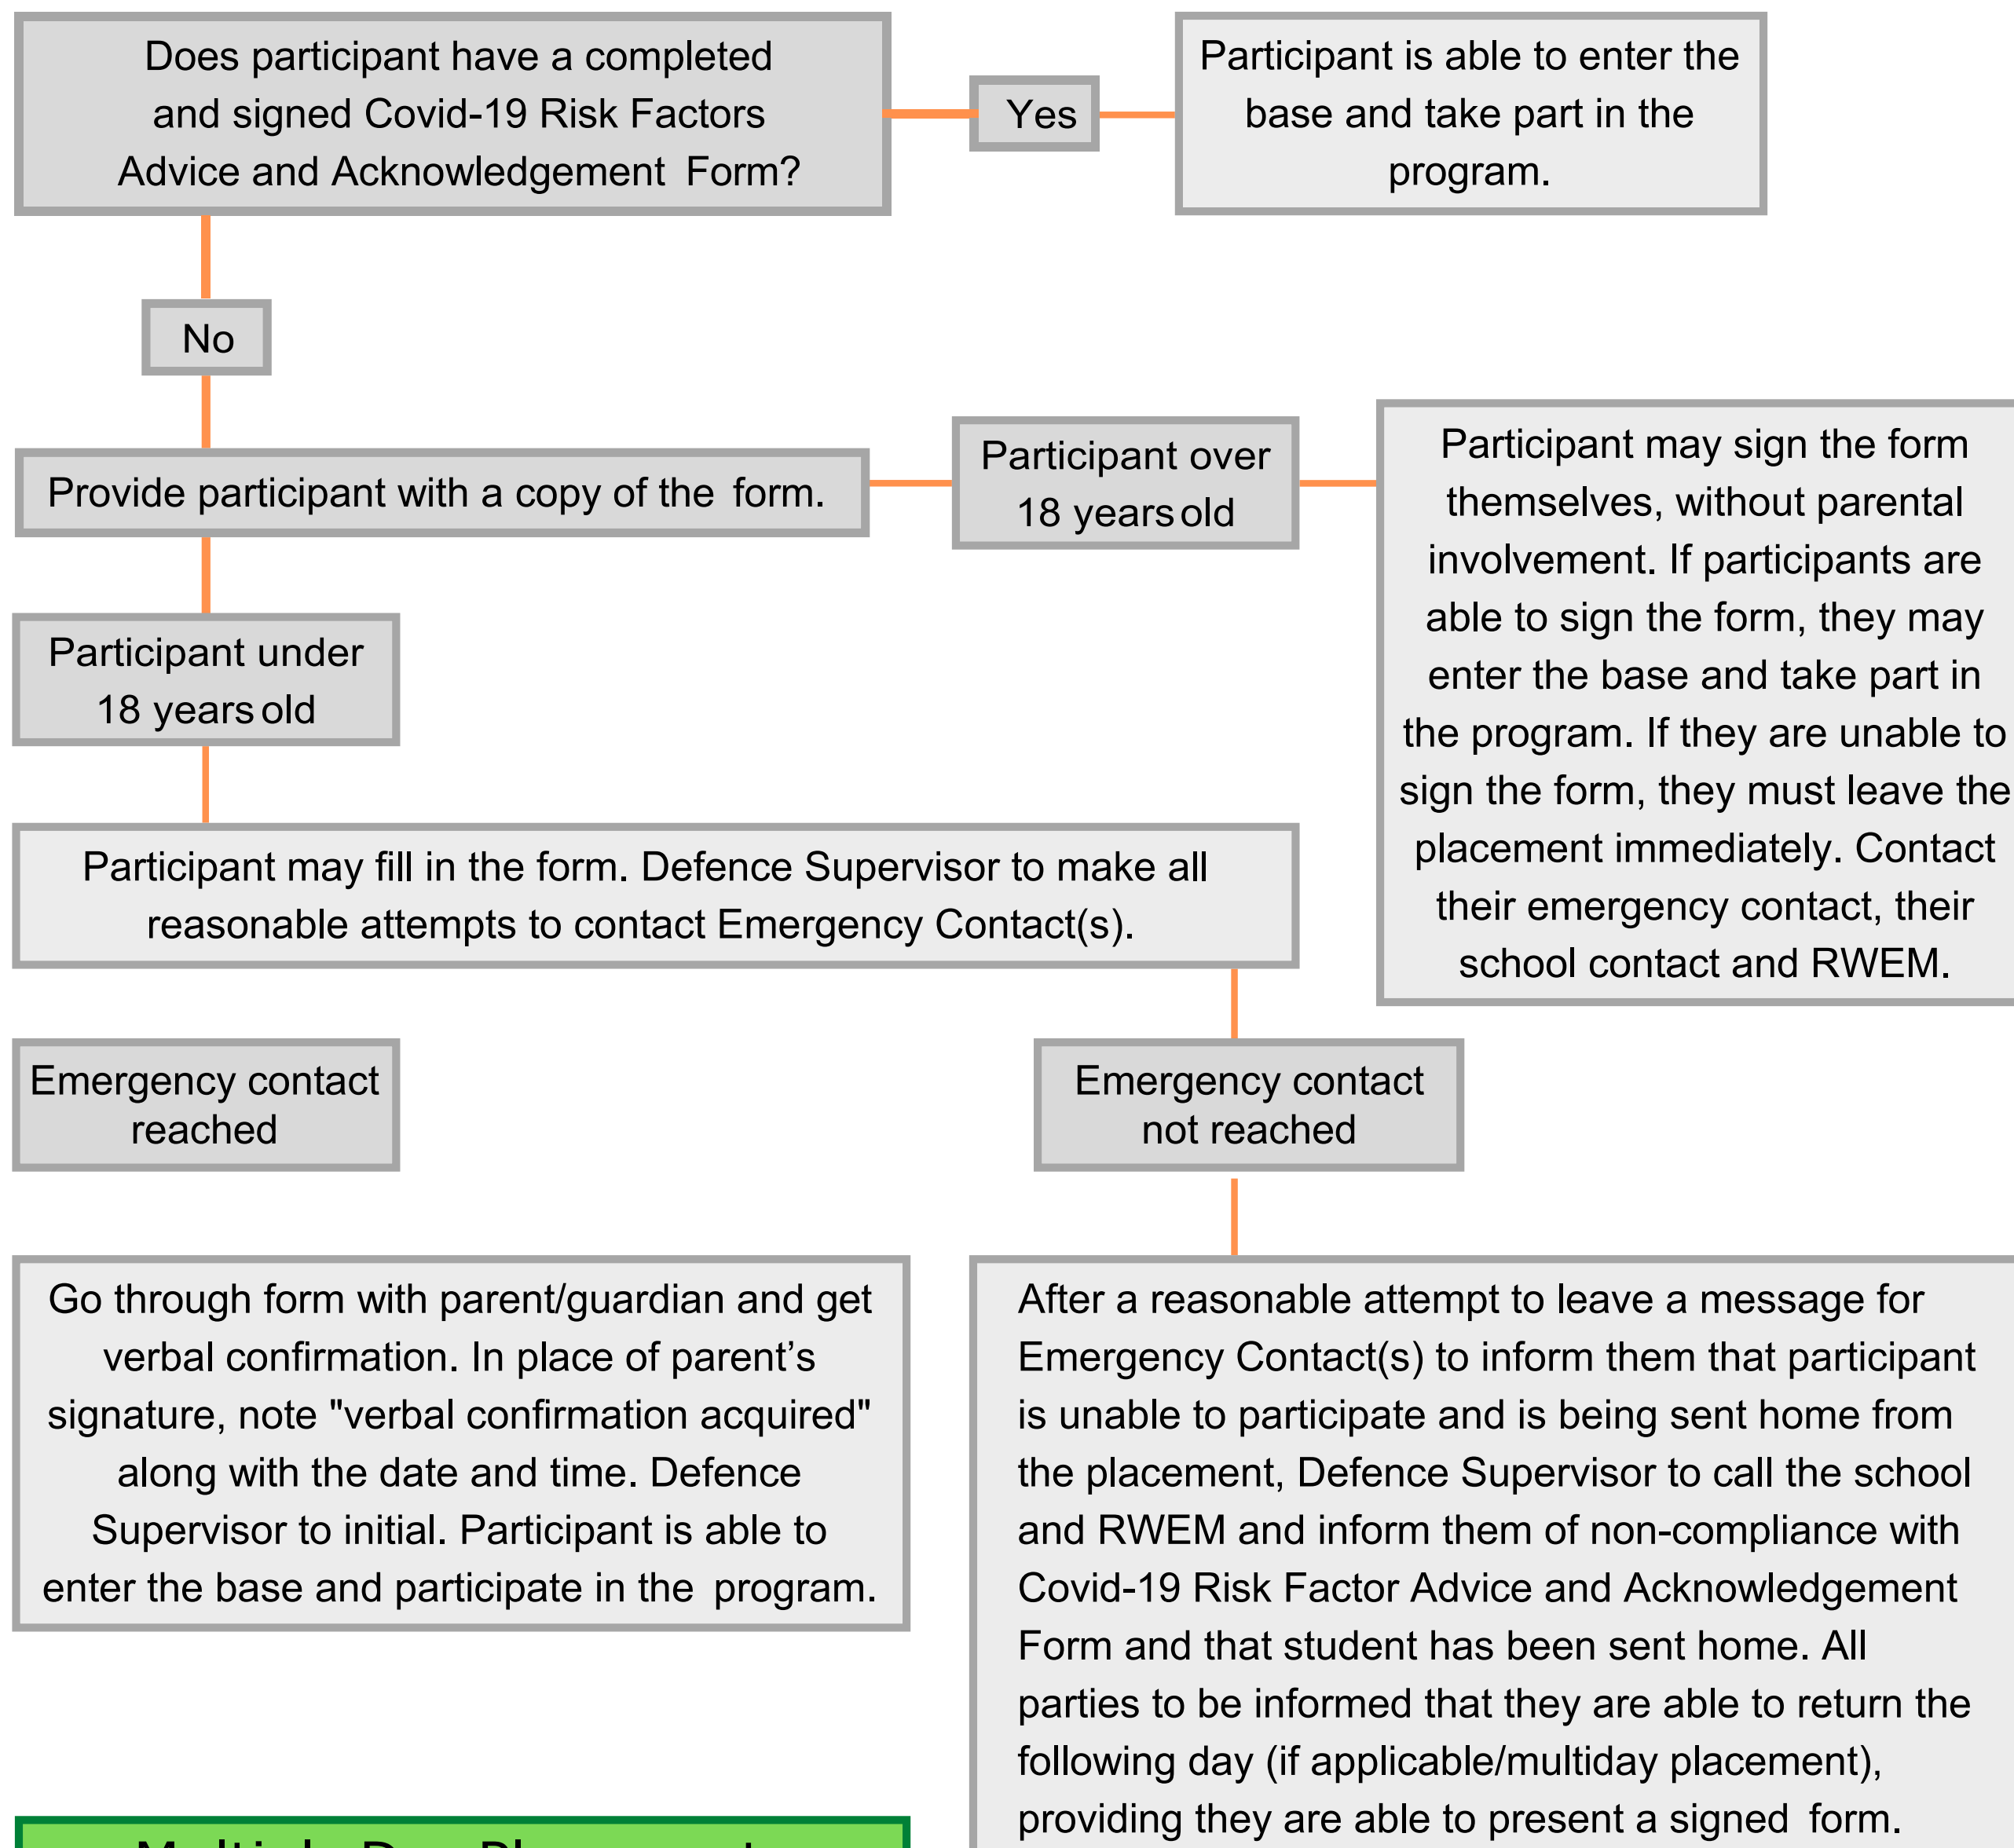 Does participant have a completed
and signed Covid-19 Risk Factors
Advice and Acknowledgement Form?
Yes
Participant is able to enter the
base and take part in the
program.
No
Provide participant with a copy of the form.
Participant over
18 years old
Participant may sign the form
themselves, without parental
involvement. If participants are
able to sign the form, they may
enter the base and take part in
the program. If they are unable to
sign the form, they must leave the
placement immediately. Contact
their emergency contact, their
school contact and RWEM.
Participant under
18 years old
Participant may fill in the form. Defence Supervisor to make all
reasonable attempts to contact Emergency Contact(s).
Emergency contact
reached
Emergency contact
not reached
Go through form with parent/guardian and get
verbal confirmation. In place of parent’s
signature, note "verbal confirmation acquired"
along with the date and time. Defence
Supervisor to initial. Participant is able to
enter the base and participate in the program.
After a reasonable attempt to leave a message for
Emergency Contact(s) to inform them that participant
is unable to participate and is being sent home from
the placement, Defence Supervisor to call the school
and RWEM and inform them of non-compliance with
Covid-19 Risk Factor Advice and Acknowledgement
Form and that student has been sent home. All
parties to be informed that they are able to return the
following day (if applicable/multiday placement),
providing they are able to present a signed form.